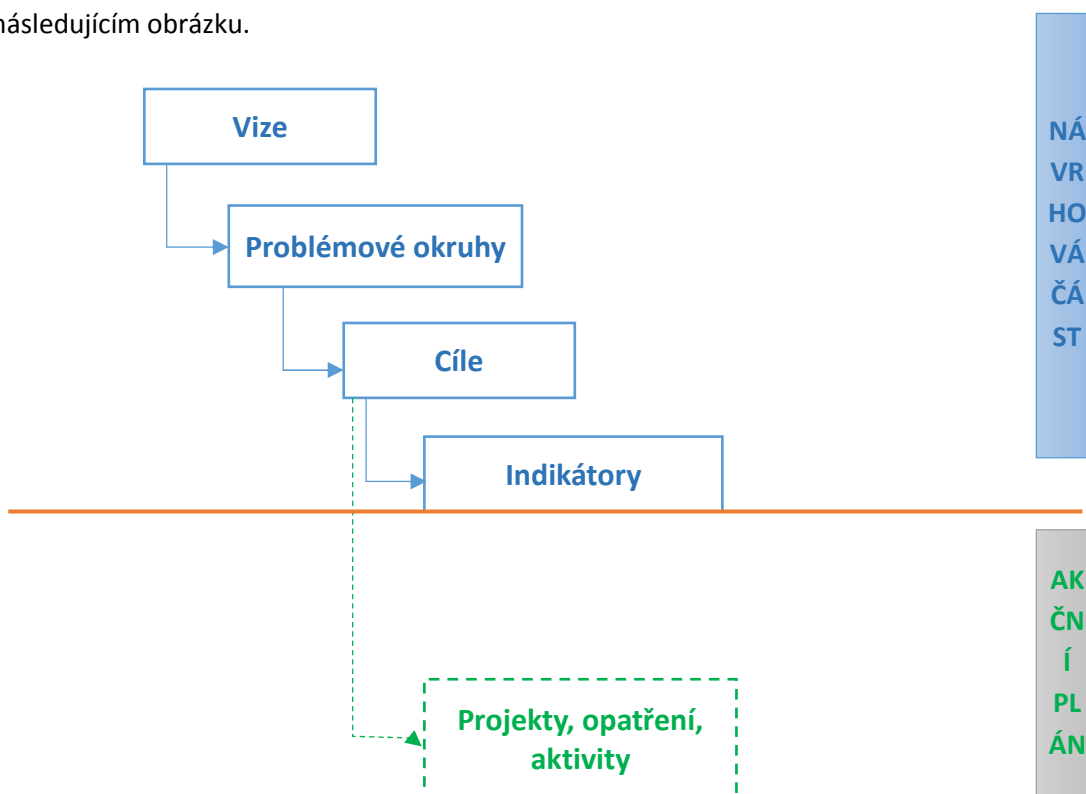 následujícím obrázku.
Vize
Problémové okruhy
Cíle
Indikátory
Projekty, opatření,
aktivity
NÁ
VR
HO
VÁ
ČÁ
ST
AK
ČN
Í
PL
ÁN